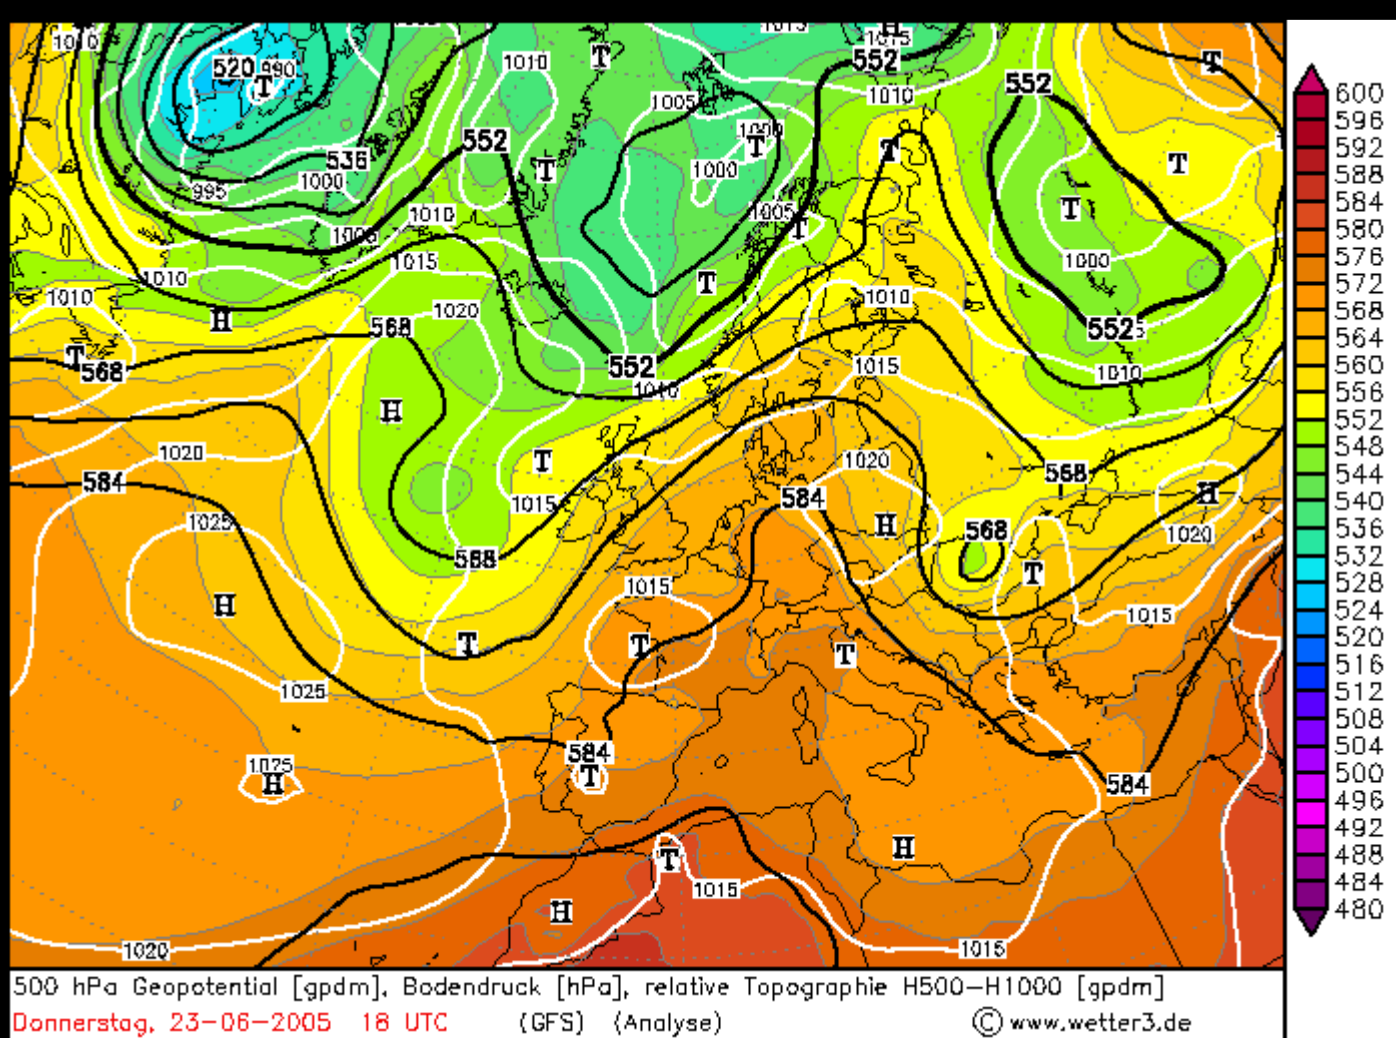 1015
1010
H
1015
T
T
520
990
T
1010
552
552
600
596
592
588
584
580
576
572
568
564
560
556
552
548
544
540
536
532
528
524
520
516
512
508
504
500
496
492
488
484
480
1005
1010
1000
T
552
T
536
T
1000
T
995
1000
T
1010
1005
T
T
1005
1010
1015
1000
1010
T
1010
1020
1010
H
568
552
T
568
1015
552
1010
1010
H
1020
T
1020
568
584
1015
584
H
1025
H
568
1020
568
T
1015
H
1015
T
T
T
1025
584
1025
H
T
584
T
H
1015
H
1020
1015
500 hPa Geopotential [gpdm], Bodendruck [hPa], relative Topographie H500-H1000 [gpdm]
Donnerstag, 23-06-2005 18 UTC (GFS) (Analyse) © www.wetter3.de